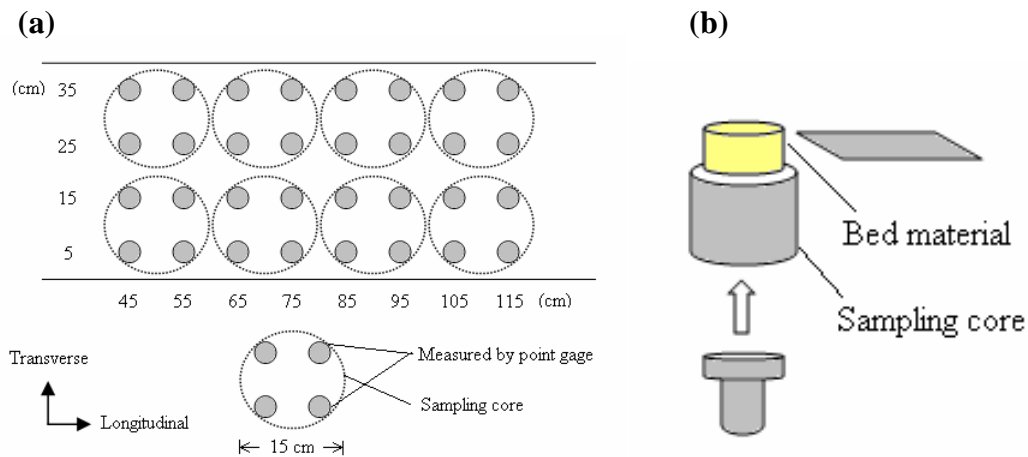 (a)
(b)
(cm) 35
25
15
5
45 55 65 75 85 95 105 115 (cm)
Transverse
Longitudinal
Measured by point gage
Sampling core
15 cm
Bed material
Sampling core